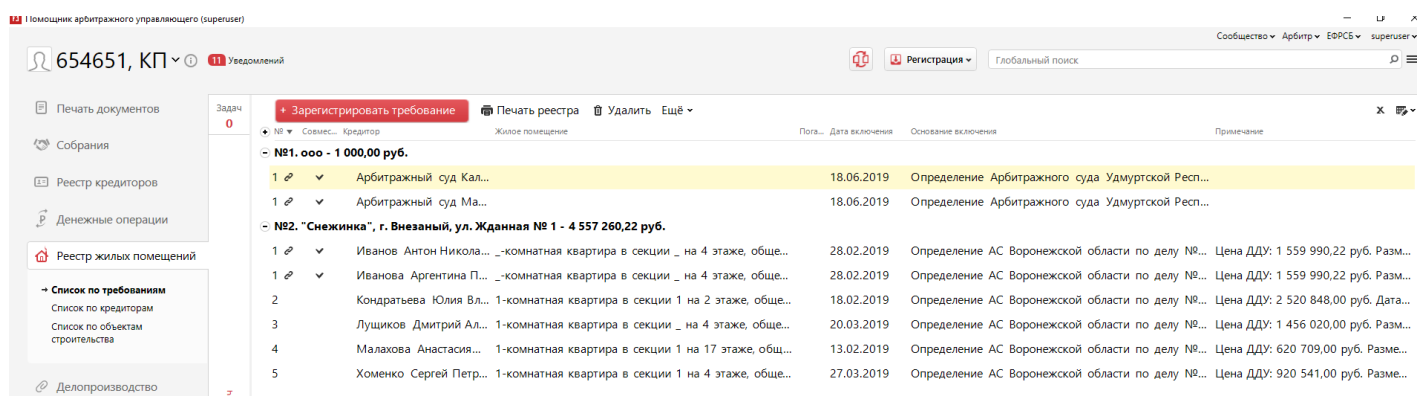 Помощник арбитражного управляющего (superuser)
Сообщество Арбитр ЕФРСБ superuser
654651, КП 11 Уведомлений
Регистрация Глобальный поиск
Печать документов
Собрания
Реестр кредиторов
Денежные операции
Реестр жилых помещений
→ Список по требованиям
Список по кредиторам
Список по объектам
строительства
Делопроизводство
Задач
0
+ Зарегистрировать требование Печать реестра Удалить Ещё
№ Совмес... Кредитор Жилое помещение Пога... Дата включения Основание включения Примечание
№1. ооо - 1 000,00 руб.
1 Арбитражный суд Кал... 18.06.2019 Определение Арбитражного суда Удмуртской Респ...
1 Арбитражный суд Ма... 18.06.2019 Определение Арбитражного суда Удмуртской Респ...
№2. "Снежинка", г. Внезаный, ул. Жданная № 1 - 4 557 260,22 руб.
1 Иванов Антон Никола... _-комнатная квартира в секции _ на 4 этаже, обще... 28.02.2019 Определение АС Воронежской области по делу №... Цена ДДУ: 1 559 990,22 руб. Разм...
1 Иванова Аргентина П... _-комнатная квартира в секции _ на 4 этаже, обще... 28.02.2019 Определение АС Воронежской области по делу №... Цена ДДУ: 1 559 990,22 руб. Разм...
2 Кондратьева Юлия Вл... 1-комнатная квартира в секции 1 на 2 этаже, обще... 18.02.2019 Определение АС Воронежской области по делу №... Цена ДДУ: 2 520 848,00 руб. Дата...
3 Лущиков Дмитрий Ал... 1-комнатная квартира в секции _ на 4 этаже, обще... 20.03.2019 Определение АС Воронежской области по делу №... Цена ДДУ: 1 456 020,00 руб. Разм...
4 Малахова Анастасия... 1-комнатная квартира в секции 1 на 17 этаже, общ... 13.02.2019 Определение АС Воронежской области по делу №... Цена ДДУ: 620 709,00 руб. Разме...
5 Хоменко Сергей Петр... 1-комнатная квартира в секции 1 на 4 этаже, обще... 27.03.2019 Определение АС Воронежской области по делу №... Цена ДДУ: 920 541,00 руб. Разме...